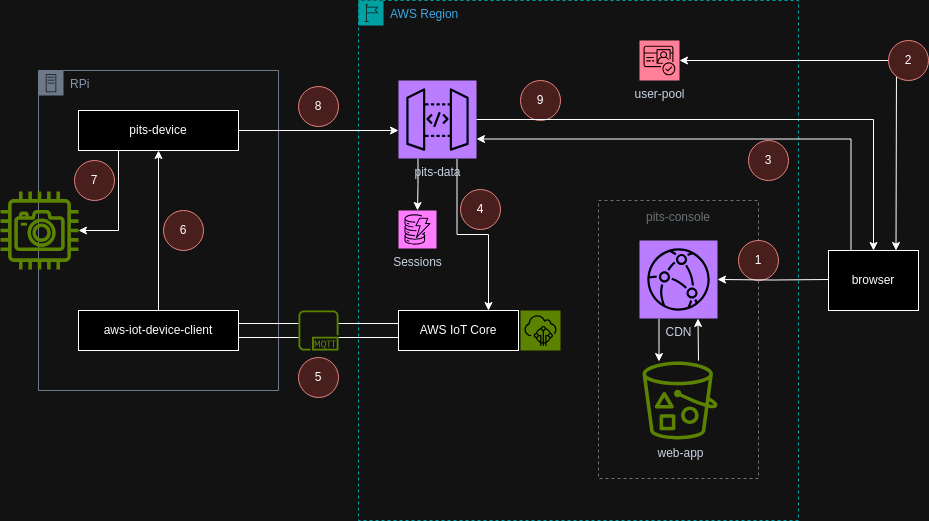 AWS Region
2
RPi
user-pool
8
9
pits-device
pits-data
3
7
4
pits-console
6
Sessions
1
browser
aws-iot-device-client
MQTT
AWS IoT Core
CDN
5
web-app